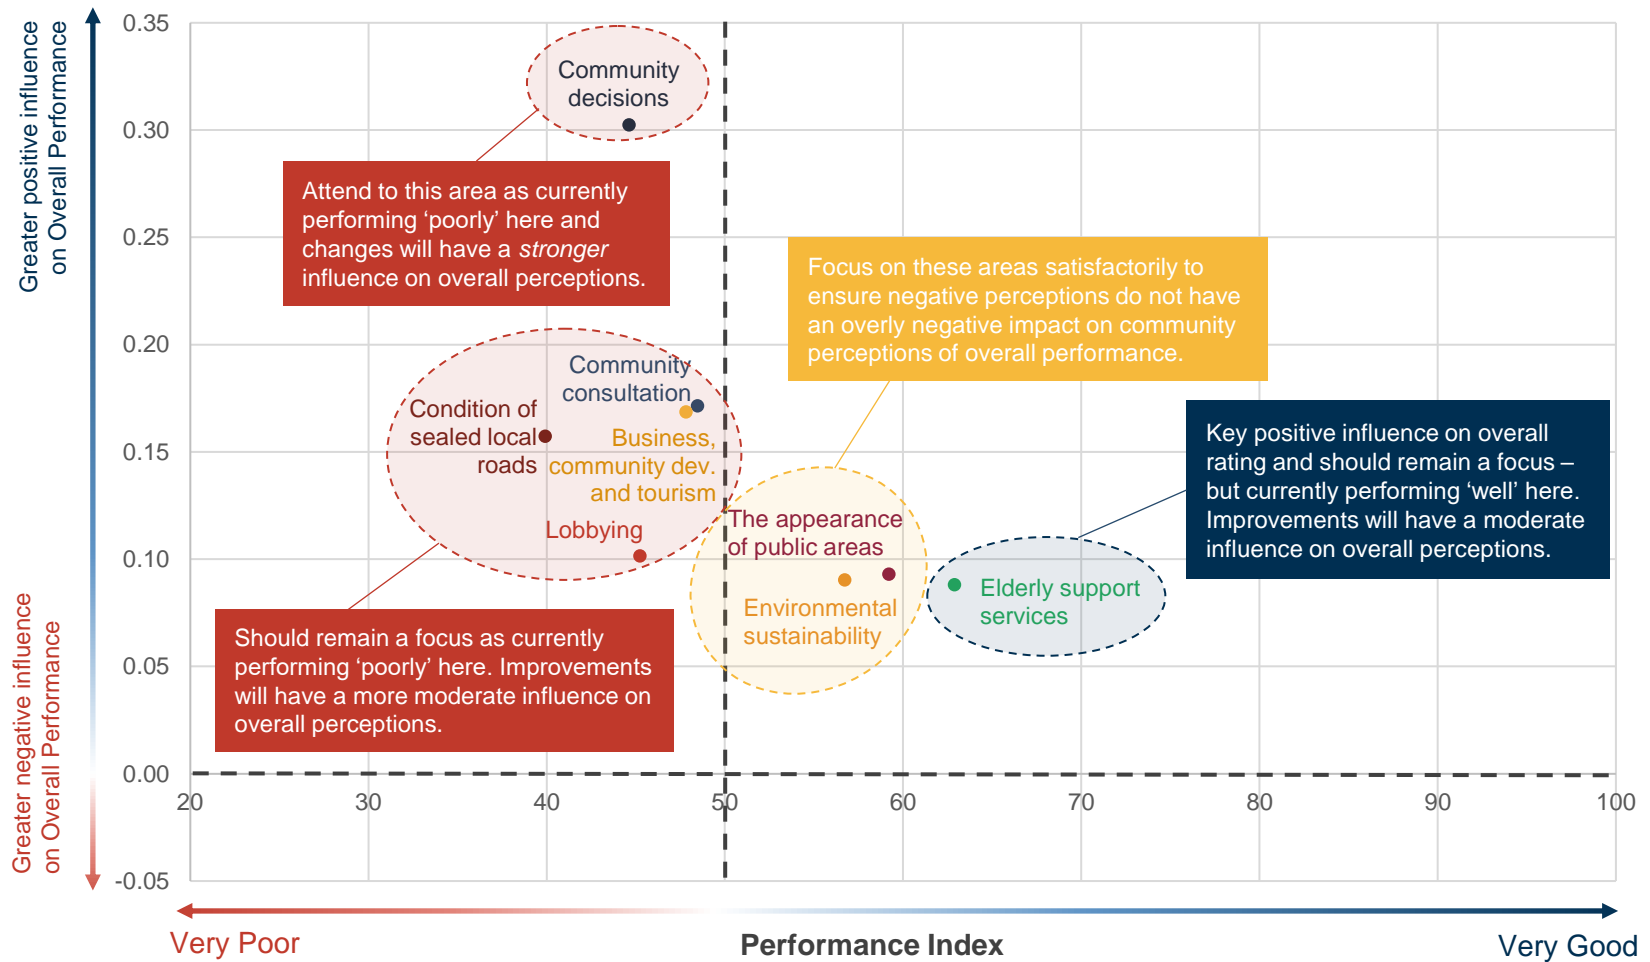 Greater positive influence
on Overall Performance
Greater negative influence
on Overall Performance
0.35
0.30
0.25
0.20
0.15
0.10
0.05
0.00
-0.05
Community
decisions
Attend to this area as currently
performing ‘poorly’ here and
changes will have a stronger
influence on overall perceptions.
Focus on these areas satisfactorily to
ensure negative perceptions do not have
an overly negative impact on community
perceptions of overall performance.
Community
consultation
Condition of
sealed local
roads
Business,
community dev.
and tourism
Lobbying
Key positive influence on overall
rating and should remain a focus –
but currently performing ‘well’ here.
Improvements will have a moderate
influence on overall perceptions.
The appearance
of public areas
Environmental
sustainability
Elderly support
services
Should remain a focus as currently
performing ‘poorly’ here. Improvements
will have a more moderate influence on
overall perceptions.
20 30 40 50 60 70 80 90 100
Very Poor Performance Index Very Good